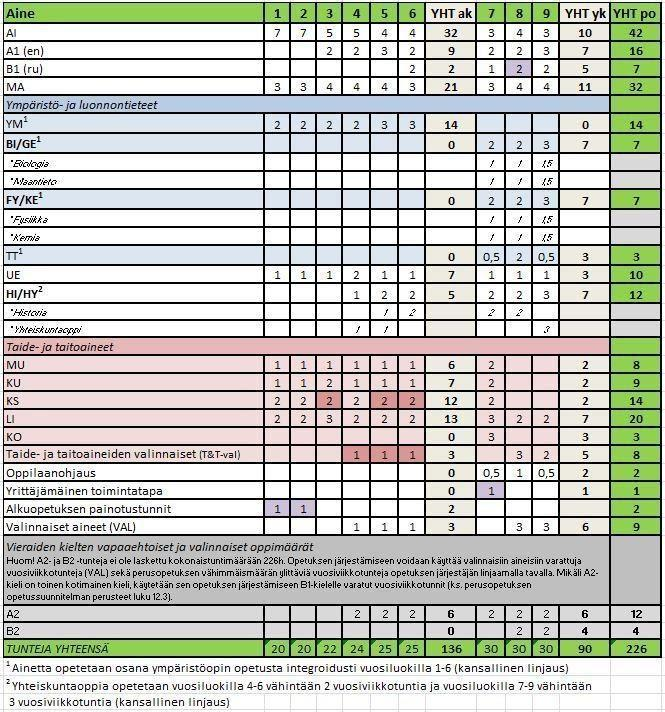 Aine 1 2 3 4 5 6 YHT ak 7 8 9 YHT yk YHT po
AI 7 7 5 5 4 4 32 3 4 3 10 42
A1 (en) 2 2 3 2 9 2 2 3 7 16
B1 (ru) 2 2 1 2 2 5 7
MA 3 3 4 4 4 3 21 3 4 4 11 32
Ympäristö- ja luonnontieteet
YM¹ 2 2 2 2 3 3 14 0 14
BI/GE¹ 0 2 2 3 7 7
*Biologia 1 1 1,5
*Maantieto 1 1 1,5
FY/KE¹ 0 2 2 3 7 7
*Fysiikka 1 1 1,5
*Kemia 1 1 1,5
TT¹ 0 0,5 2 0,5 3 3
UE 1 1 1 2 1 1 7 1 1 1 3 10
HI/HY² 1 2 2 5 2 2 3 7 12
*Historia 1 2 2 2
*Yhteiskuntaoppi 1 1 3
Taide- ja taitoaineet
MU 1 1 1 1 1 1 6 2 2 8
KU 1 1 2 1 1 1 7 2 2 9
KS 2 2 2 2 2 2 12 2 2 14
LI 2 2 3 2 2 2 13 3 2 2 7 20
KO 0 3 3 3
Taide- ja taitoaineiden valinnaiset (T&T-val) 1 1 1 3 3 2 5 8
Oppilaanohjaus 0 0,5 1 0,5 2 2
Yrittäjämäinen toimintatapa 0 1 1 1
Alkuopetuksen painotustunnit 1 1 2 2
Valinnaiset aineet (VAL) 1 1 1 3 3 3 6 9
Vieraiden kielten vapaaehtoiset ja valinnaiset oppimäärät
Huom! A2- ja B2 -tunteja ei ole laskettu kokonaistuntimäärään 226h. Opetuksen järjestämiseen voidaan käyttää valinnaisiin aineisiin varattuja
vuosiviikkotunteja (VAL) sekä perusopetuksen vähimmäismäärän ylittäviä vuosiviikkotunteja opetuksen järjestäjän linjaamalla tavalla. Mikäli A2-
kieli on toinen kotimainen kieli, käytetään sen opetuksen järjestämiseen B1-kielelle varatut vuosiviikkotunnit (ks. perusopetuksen
opetussuunnitelman perusteet luku 12.3).
A2 2 2 2 6 2 2 2 6 12
B2 0 2 2 4 4
TUNTEJA YHTEENSÄ 20 20 22 24 25 25 136 30 30 30 90 226
¹ Ainetta opetetaan osana ympäristöopin opetusta integroidusti vuosiluokilla 1-6 (kansallinen linjaus)
² Yhteiskuntaoppia opetetaan vuosiluokilla 4-6 vähintään 2 vuosiviikkotuntia ja vuosiluokilla 7-9 vähintään
3 vuosiviikkotuntia (kansallinen linjaus)